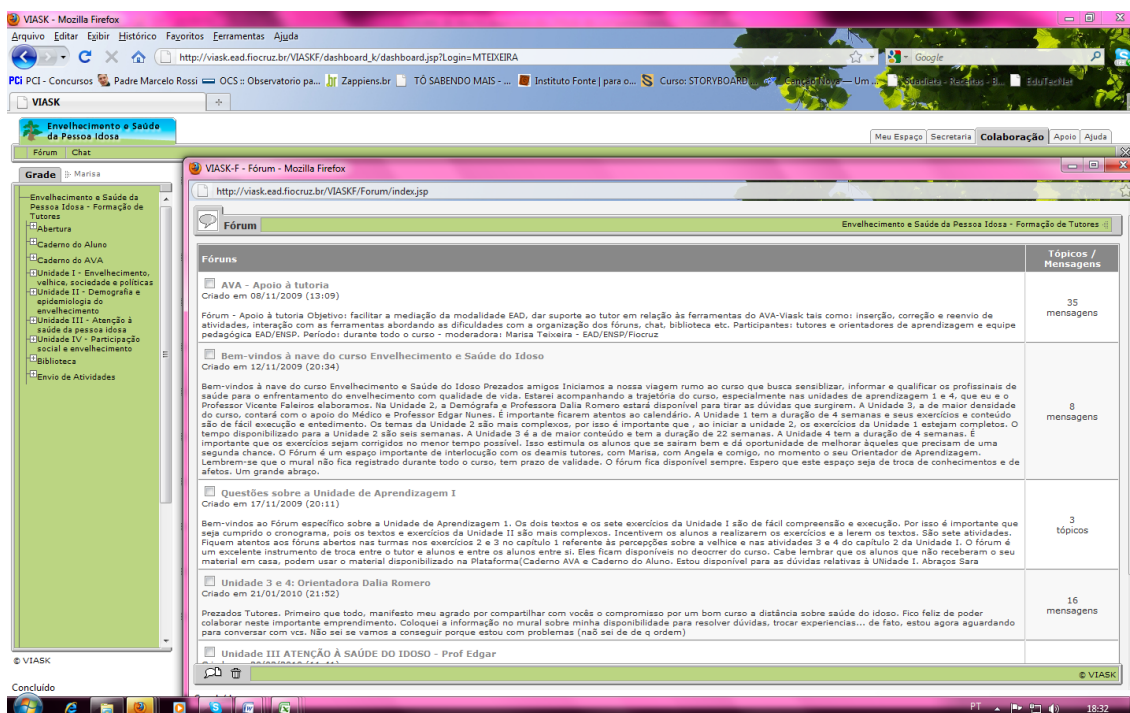 VIASK - Mozilla Firefox
Arquivo Editar Exibir Histórico Favoritos Ferramentas Ajuda
http://viask.ead.fiocruz.br/VIASKF/dashboard_k/dashboard.jsp?Login=MTEIXEIRA
Google
PCi PCI - Concursos Padre Marcelo Rossi OCS :: Observatorio pa... Zappiens.br TÔ SABENDO MAIS - ... Instituto Fonte | para o... Curso: STORYBOARD Canção Nova — Um ... EduTecNet
VIASK
Envelhecimento e Saúde
da Pessoa Idosa
Meu Espaço Secretaria Colaboração Apoio Ajuda
Fórum Chat
Grade Marisa
Envelhecimento e Saúde da
Pessoa Idosa - Formação de
Tutores
Abertura
Caderno do Aluno
Caderno do AVA
Unidade I - Envelhecimento,
velhice, sociedade e políticas
Unidade II - Demografia e
epidemiologia do
envelhecimento
Unidade III - Atenção à
saúde da pessoa idosa
Unidade IV - Participação
social e envelhecimento
Biblioteca
Envio de Atividades
© VIASK
Concluído
VIASK-F - Fórum - Mozilla Firefox
http://viask.ead.fiocruz.br/VIASKF/Forum/index.jsp
Fórum Envelhecimento e Saúde da Pessoa Idosa - Formação de Tutores
Fóruns Tópicos /
Mensagens
AVA - Apoio à tutoria
Criado em 08/11/2009 (13:09)
35
mensagens
Fórum - Apoio à tutoria Objetivo: facilitar a mediação da modalidade EAD, dar suporte ao tutor em relação às ferramentas do AVA-Viask tais como: inserção, correção e reenvio de
atividades, interação com as ferramentas abordando as dificuldades com a organização dos fóruns, chat, biblioteca etc. Participantes: tutores e orientadores de aprendizagem e equipe
pedagógica EAD/ENSP. Período: durante todo o curso - moderadora: Marisa Teixeira - EAD/ENSP/Fiocruz
Bem-vindos à nave do curso Envelhecimento e Saúde do Idoso
Criado em 12/11/2009 (20:34)
Bem-vindos à nave do curso Envelhecimento e Saúde do Idoso Prezados amigos Iniciamos a nossa viagem rumo ao curso que busca sensiblizar, informar e qualificar os profissinais de
saúde para o enfrentamento do envelhecimento com qualidade de vida. Estarei acompanhando a trajetória do curso, especialmente nas unidades de aprendizagem 1 e 4, que eu e o
Professor Vicente Faleiros elaboramos. Na Unidade 2, a Demógrafa e Professora Dalia Romero estará disponível para tirar as dúvidas que surgirem. A Unidade 3, a de maior densidade
do curso, contará com o apoio do Médico e Professor Edgar Nunes. É importante ficarem atentos ao calendário. A Unidade 1 tem a duração de 4 semanas e seus exercícios e conteúdo
são de fácil execução e entedimento. Os temas da Unidade 2 são mais complexos, por isso é importante que , ao iniciar a unidade 2, os exercícios da Unidade 1 estejam completos. O
tempo disponibilizado para a Unidade 2 são seis semanas. A Unidade 3 é a de maior conteúdo e tem a duração de 22 semanas. A Unidade 4 tem a duração de 4 semanas. É
importante que os exercícios sejam corrigidos no menor tempo possível. Isso estimula os alunos que se sairam bem e dá oportunidade de melhorar àqueles que precisam de uma
segunda chance. O Fórum é um espaço importante de interlocução com os deamis tutores, com Marisa, com Angela e comigo, no momento o seu Orientador de Aprendizagem.
Lembrem-se que o mural não fica registrado durante todo o curso, tem prazo de validade. O fórum fica disponível sempre. Espero que este espaço seja de troca de conhecimentos e de
afetos. Um grande abraço.
8
mensagens
Questões sobre a Unidade de Aprendizagem I
Criado em 17/11/2009 (20:11)
Bem-vindos ao Fórum específico sobre a Unidade de Aprendizagem 1. Os dois textos e os sete exercícios da Unidade I são de fácil compreensão e execução. Por isso é importante que
seja cumprido o cronograma, pois os textos e exercícios da Unidade II são mais complexos. Incentivem os alunos a realizarem os exercícios e a lerem os textos. São sete atividades.
Fiquem atentos aos fóruns abertos nas turmas nos exercícios 2 e 3 no capítulo 1 referente às percepções sobre a velhice e nas atividades 3 e 4 do capítulo 2 da Unidade I. O fórum é
um excelente instrumento de troca entre o tutor e alunos e entre os alunos entre si. Eles ficam disponíveis no deocrrer do curso. Cabe lembrar que os alunos que não receberam o seu
material em casa, podem usar o material disponibilizado na Plataforma(Caderno AVA e Caderno do Aluno. Estou disponível para as dúvidas relativas à UNidade I. Abraços Sara
3
tópicos
Unidade 3 e 4: Orientadora Dalia Romero
Criado em 21/01/2010 (21:52)
Prezados Tutores. Primeiro que todo, manifesto meu agrado por compartilhar com vocês o compromisso por um bom curso a distância sobre saúde do idoso. Fico feliz de poder
colaborar neste importante emprendimento. Coloquei a informação no mural sobre minha disponibilidade para resolver dúvidas, trocar experiencias... de fato, estou agora aguardando
para conversar com vcs. Não sei se vamos a conseguir porque estou com problemas (naõ sei de de q ordem)
16
mensagens
Unidade III ATENÇÃO À SAÚDE DO IDOSO - Prof Edgar
© VIASK
PT 18:32